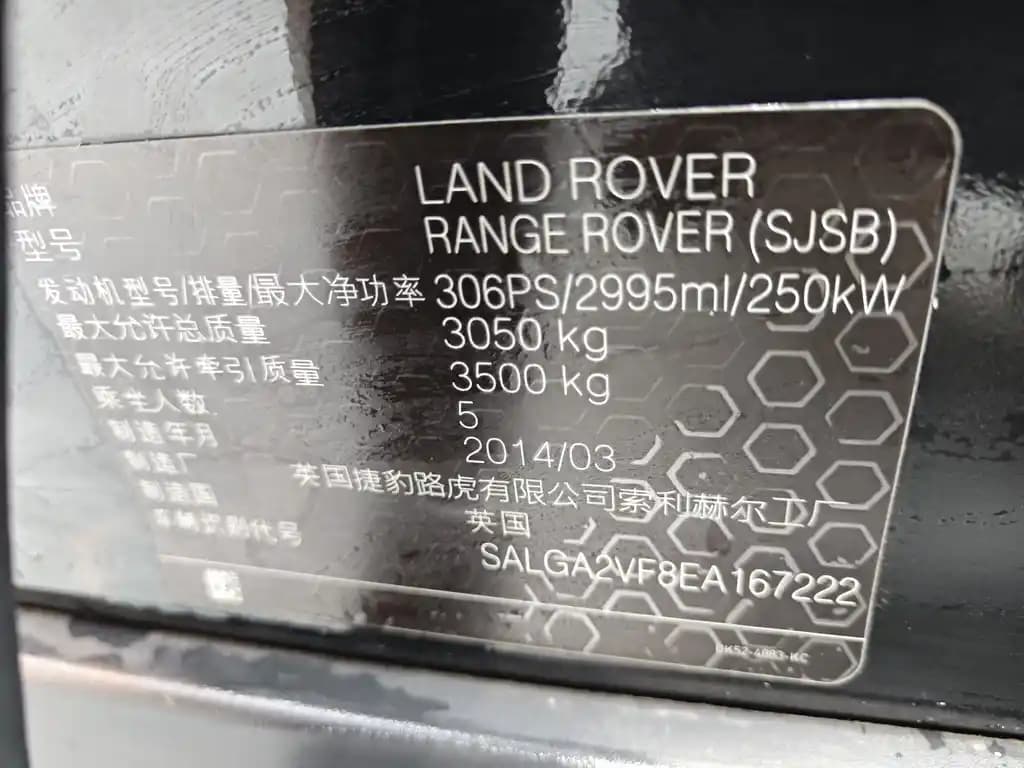 品牌 LAND ROVER
型号 RANGE ROVER (SJSB)
发动机型号/排量/最大净功率 306PS/2995ml/250kW
最大允许总质量 3050 kg
最大允许牵引质量 3500 kg
乘坐人数 5
制造年月 2014/03
制造厂 英国捷豹路虎有限公司索利赫尔工厂
制造国 英国
车辆识别代号 SALGA2VF8EA167222